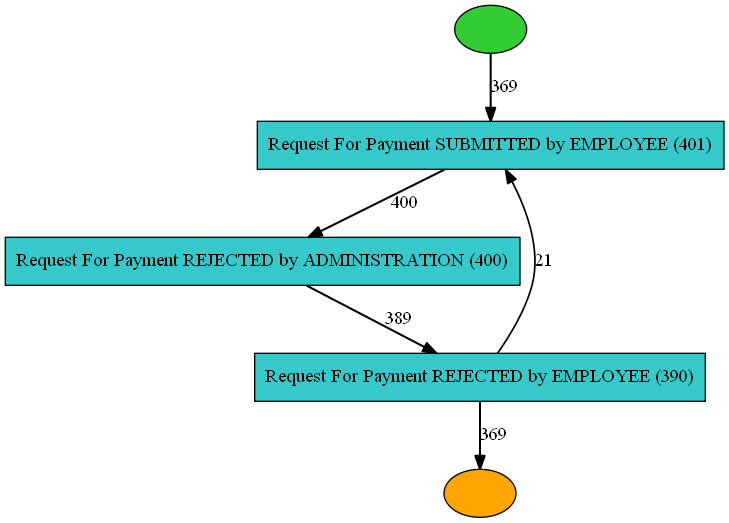 369
Request For Payment SUBMITTED by EMPLOYEE (401)
400
Request For Payment REJECTED by ADMINISTRATION (400)
21
389
Request For Payment REJECTED by EMPLOYEE (390)
369